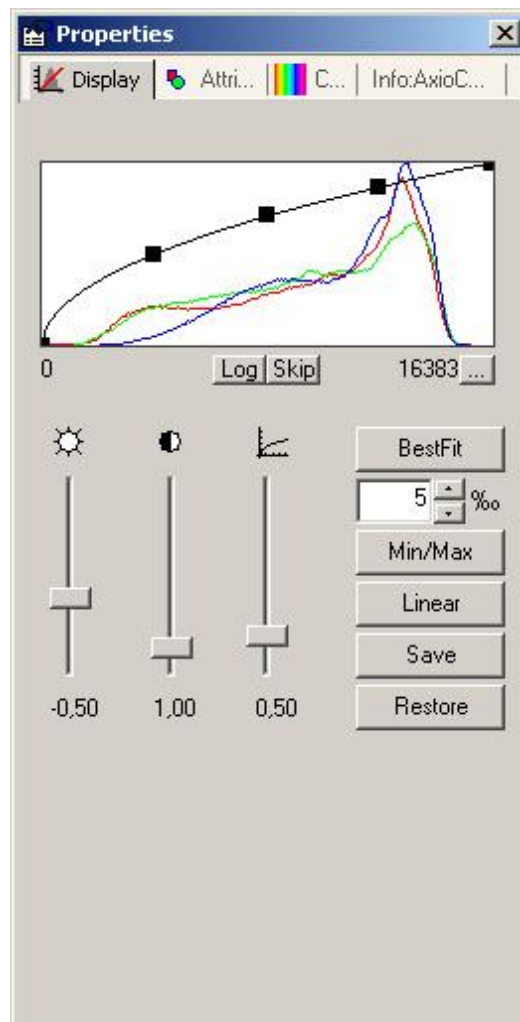 Properties
Display Attri... C... Info:AxioC...
0 Log Skip 16383 ...
BestFit
5 ‰
Min/Max
Linear
Save
-0,50 1,00 0,50 Restore